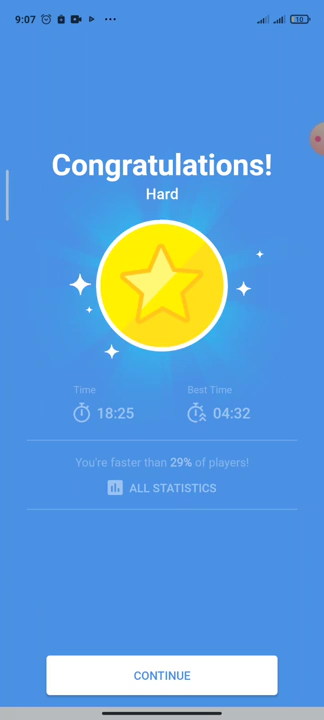 9:07
10
Congratulations!
Hard
Time
Best Time
18:25
04:32
You're faster than 29% of players!
ALL STATISTICS
CONTINUE